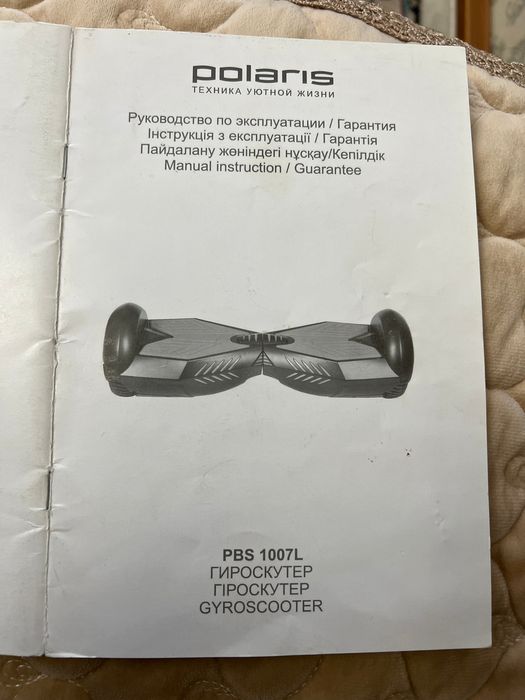 polaris
ТЕХНИКА УЮТНОЙ ЖИЗНИ
Руководство по эксплуатации / Гарантия
Інструкція з експлуатації / Гарантія
Пайдалану жөніндегі нұсқау/Кепілдік
Manual instruction / Guarantee
PBS 1007L
ГИРОСКУТЕР
ГІРОСКУТЕР
GYROSCOOTER